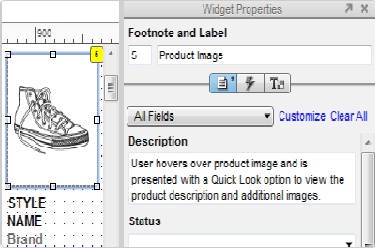 Widget Properties
900
Footnote and Label
5 Product Image
6
All Fields Customize Clear All
Description
User hovers over product image and is
presented with a Quick Look option to view the
product description and additional images.
STYLE
NAME
Brand
Status